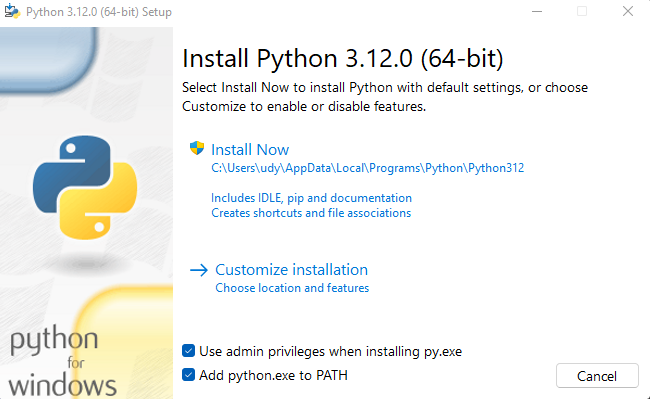 Python 3.12.0 (64-bit) Setup
Install Python 3.12.0 (64-bit)
Select Install Now to install Python with default settings, or choose
Customize to enable or disable features.
Install Now
C:\Users\udy\AppData\Local\Programs\Python\Python312
Includes IDLE, pip and documentation
Creates shortcuts and file associations
Customize installation
Choose location and features
python
for
windows
Use admin privileges when installing py.exe
Add python.exe to PATH
Cancel